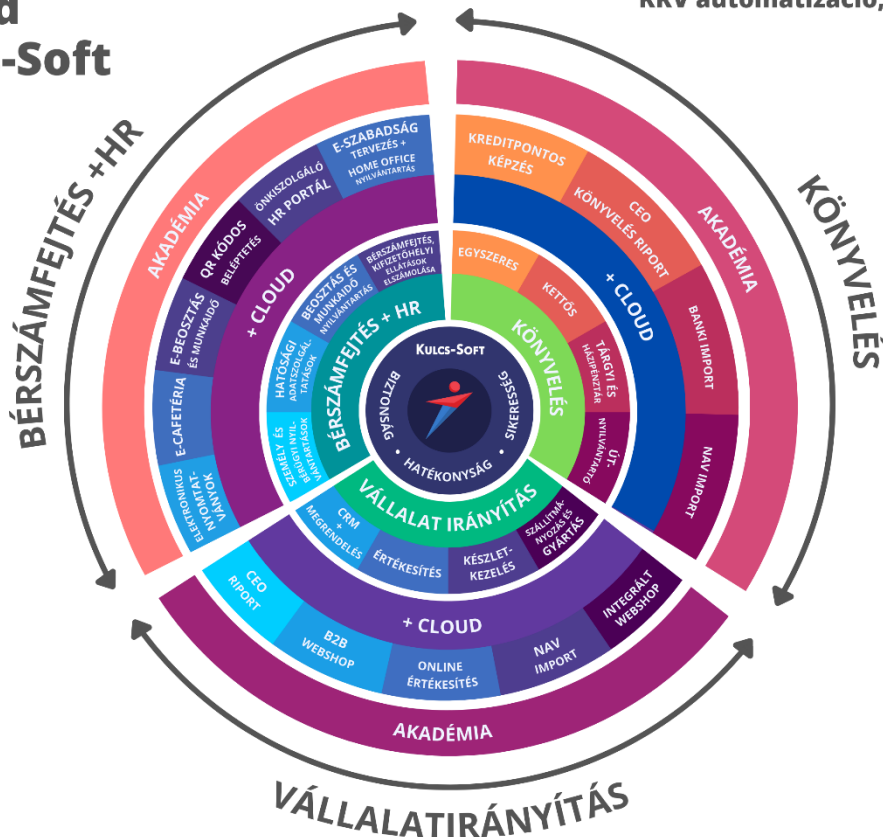 d
-Soft
KKV automatizáció,
BÉRSZÁMFEJTÉS +HR
KÖNYVELÉS
VÁLLALATIRÁNYÍTÁS
AKADÉMIA
E-SZABADSÁG
TERVEZÉS +
HOME OFFICE
NYILVÁNTARTÁS
ÖNKISZOLGÁLÓ
HR PORTÁL
QR KÓDOS
BELÉPTETÉS
E-BEOSZTÁS
ÉS MUNKAIDŐ
E-CAFETÉRIA
ELEKTRONIKUS
NYOMTAT-
VÁNYOK
+ CLOUD
BÉRSZÁMFEJTÉS,
KIFIZETŐHELYI
ELLÁTÁSOK
ELSZÁMOLÁSA
BEOSZTÁS ÉS
MUNKAIDŐ
NYILVÁNTARTÁS
HATÓSÁGI
ADATSZOLGÁL-
TATÁSOK
SZEMÉLY ÉS
BÉRÜGYI NYIL-
VÁNTARTÁSOK
BÉRSZÁMFEJTÉS + HR
AKADÉMIA
KREDITPONTOS
KÉPZÉS
CEO
KÖNYVELÉS RIPORT
BANKI IMPORT
NAV IMPORT
+ CLOUD
EGYSZERES
KETTŐS
TÁRGYI ÉS
HÁZIPÉNZTÁR
ÚT-
NYILVÁNTARTÓ
KÖNYVELÉS
KULCS-SOFT
BIZTONSÁG
• HATÉKONYSÁG •
SIKERESSÉG
VÁLLALAT IRÁNYÍTÁS
CRM
+
MEGRENDELÉS
ÉRTÉKESÍTÉS
KÉSZLET-
KEZELÉS
SZÁLLÍTMÁ-
NYOZÁS ÉS
GYÁRTÁS
+ CLOUD
CEO
RIPORT
B2B
WEBSHOP
ONLINE
ÉRTÉKESÍTÉS
NAV
IMPORT
INTEGRÁLT
WEBSHOP
AKADÉMIA